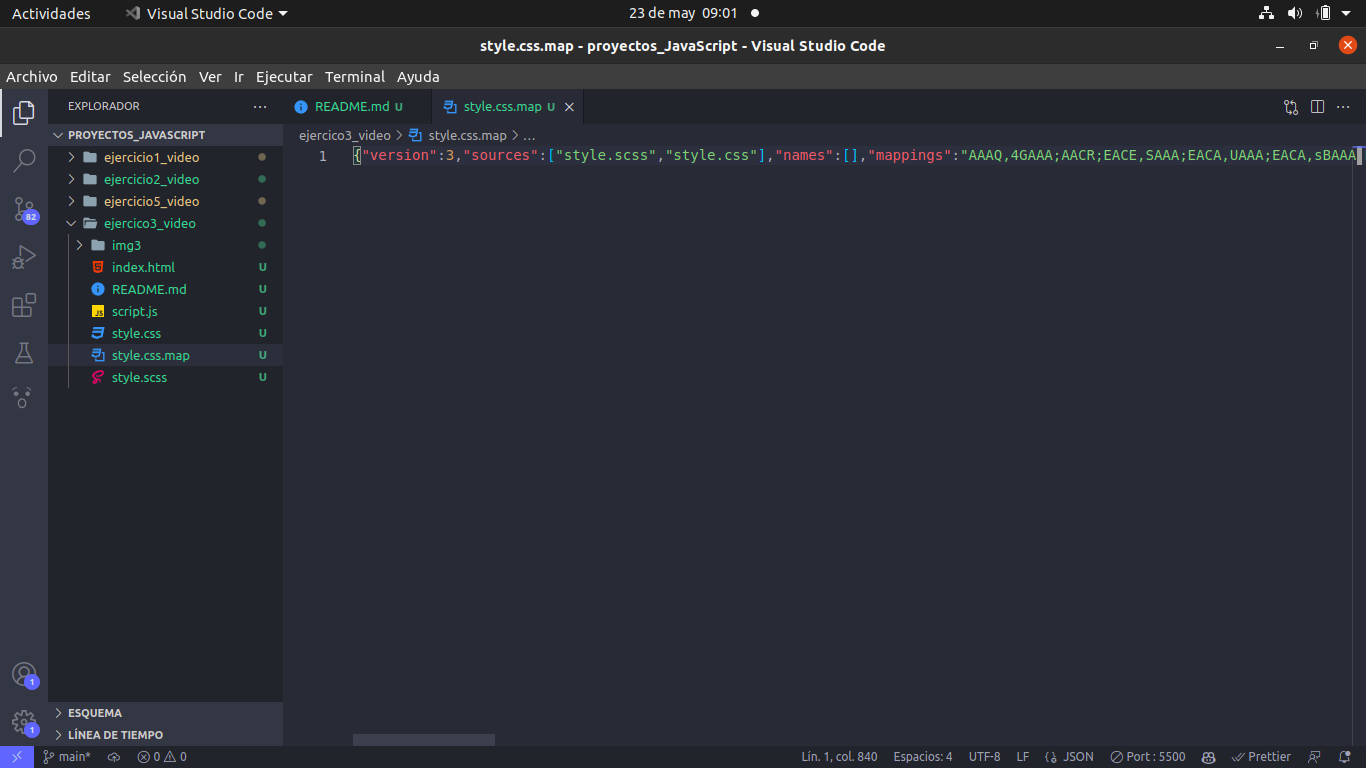 Actividades Visual Studio Code 23 de may 09:01
style.css.map - proyectos_JavaScript - Visual Studio Code
Archivo Editar Selección Ver Ir Ejecutar Terminal Ayuda
EXPLORADOR
README.md U style.css.map U
PROYECTOS_JAVASCRIPT
ejercico3_video > style.css.map > ...
ejercicio1_video
1 {"version":3,"sources":["style.scss","style.css"],"names":[],"mappings":"AAAQ,4GAAA;AACR;EACE,SAAA;EACA,UAAA;EACA,sBAAA
ejercicio2_video
ejercicio5_video
ejercico3_video
82
img3
index.html U
README.md U
script.js U
style.css U
style.css.map U
style.scss U
1
ESQUEMA
1
LÍNEA DE TIEMPO
main* 0 0 Lín. 1, col. 840 Espacios: 4 UTF-8 LF {} JSON Port : 5500 Prettier